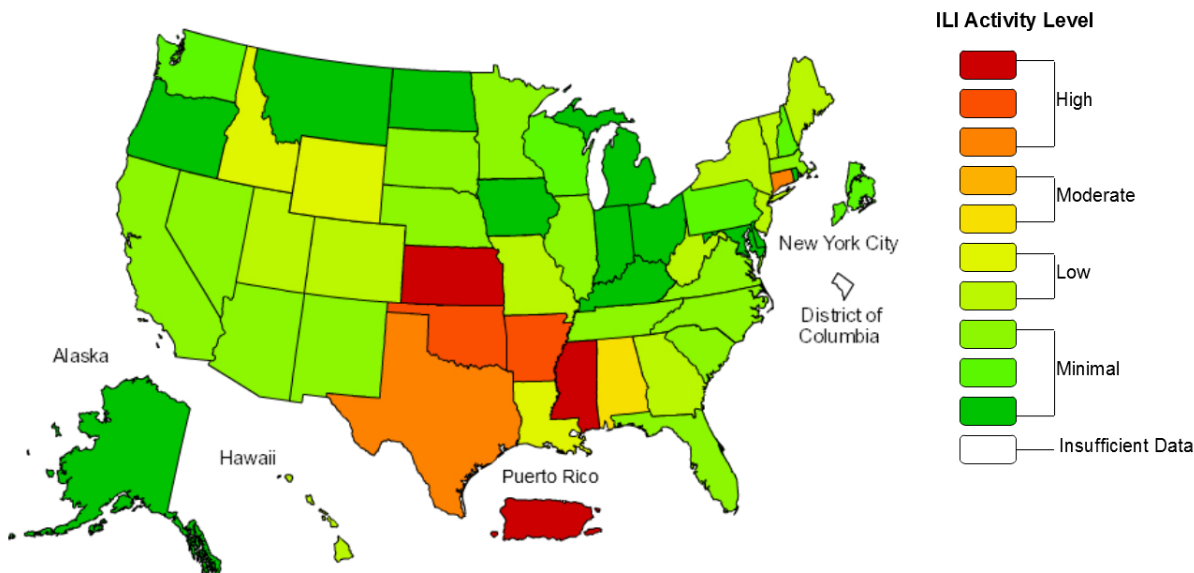 ILI Activity Level
High
Moderate
Low
Minimal
Insufficient Data
New York City
District of
Columbia
Alaska
Hawaii
Puerto Rico